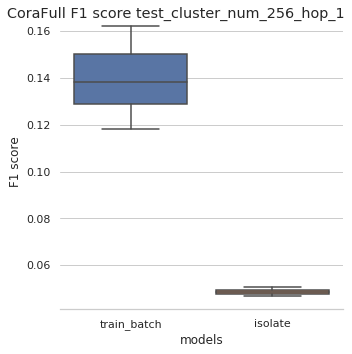 CoraFull F1 score test_cluster_num_256_hop_1
0.16
0.14
0.12
0.10
0.08
0.06
F1 score
train_batch
isolate
models